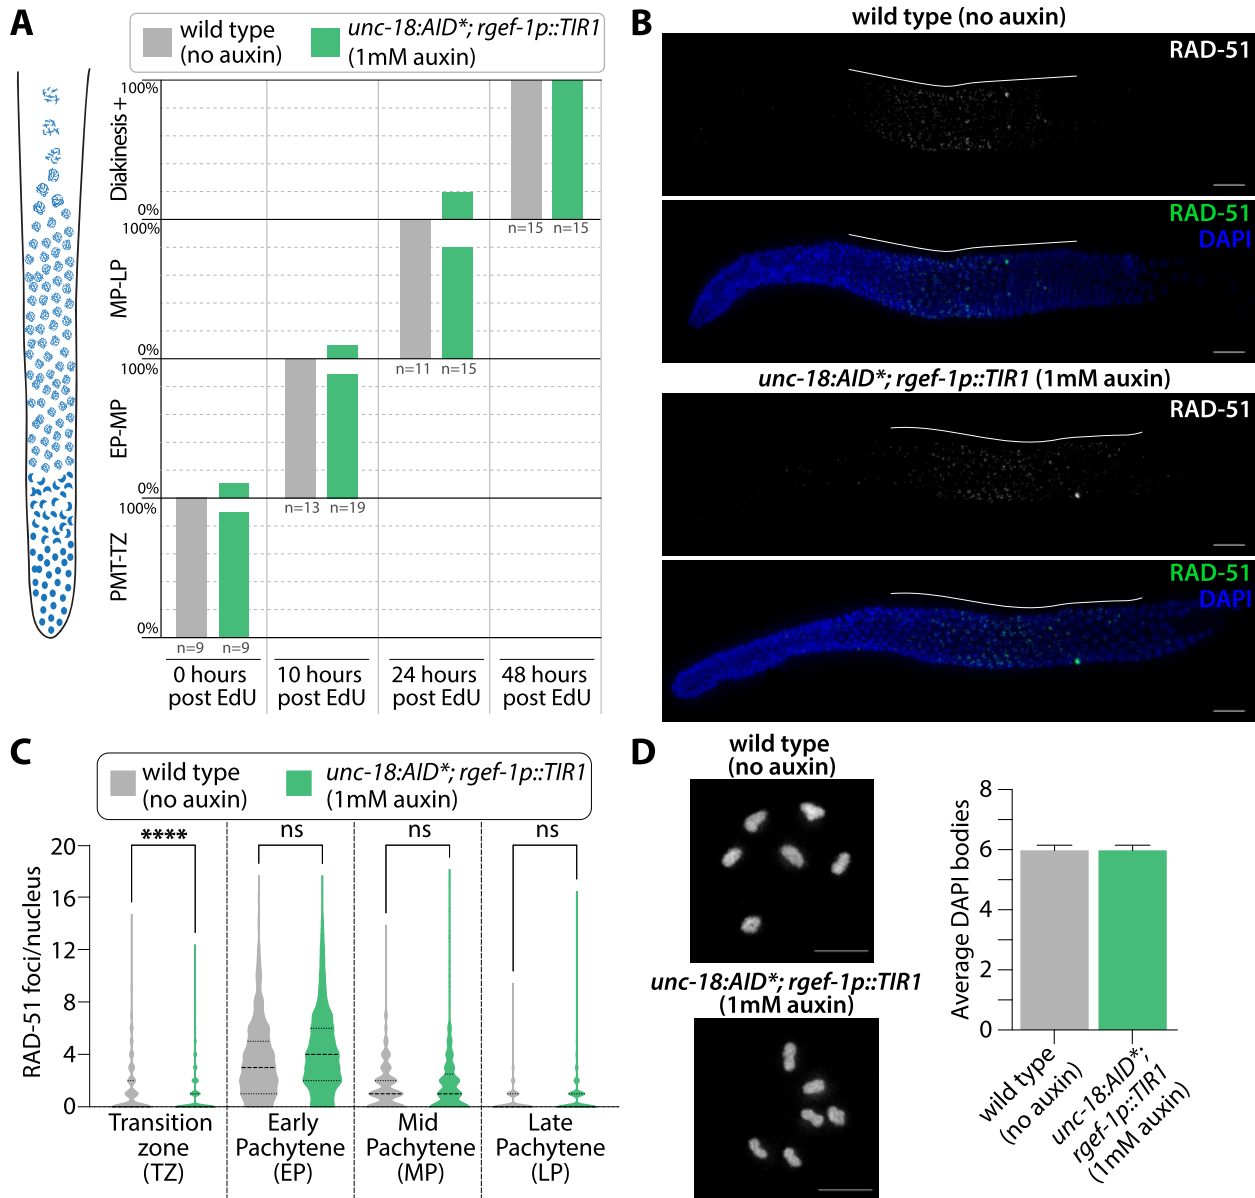 A
wild type
(no auxin)
unc-18:AID*; rgef-1p::TIR1
(1mM auxin)
Diakinesis +
100%
0%
MP-LP
100%
0%
EP-MP
100%
0%
PMT-TZ
100%
0%
n=15
n=15
n=11
n=15
n=13
n=19
n=9
n=9
0 hours
post EdU
10 hours
post EdU
24 hours
post EdU
48 hours
post EdU
B
wild type (no auxin)
RAD-51
RAD-51
DAPI
unc-18:AID*; rgef-1p::TIR1 (1mM auxin)
RAD-51
RAD-51
DAPI
C
wild type
(no auxin)
unc-18:AID*; rgef-1p::TIR1
(1mM auxin)
RAD-51 foci/nucleus
20
16
12
8
4
0
****
ns
ns
ns
Transition
zone
(TZ)
Early
Pachytene
(EP)
Mid
Pachytene
(MP)
Late
Pachytene
(LP)
D
wild type
(no auxin)
unc-18:AID*; rgef-1p::TIR1
(1mM auxin)
Average DAPI bodies
8
6
4
2
0
wild type
(no auxin)
unc-18:AID*;
rgef-1p::TIR1
(1mM auxin)